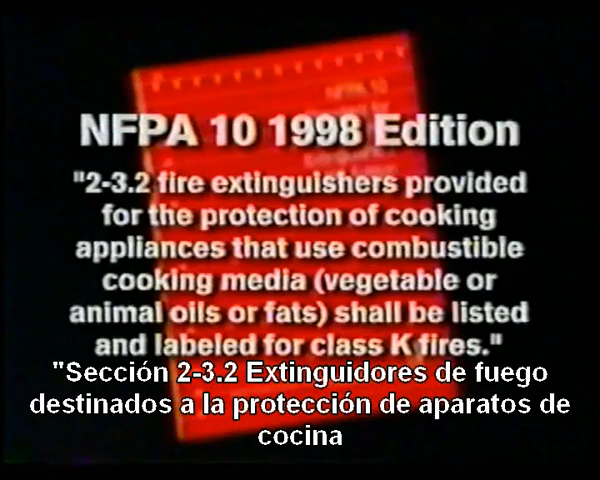 NFPA 10
NFPA 10 1998 Edition
"2-3.2 fire extinguishers provided
for the protection of cooking
appliances that use combustible
cooking media (vegetable or
animal oils or fats) shall be listed
and labeled for class K fires."
"Sección 2-3.2 Extinguidores de fuego
destinados a la protección de aparatos de
cocina